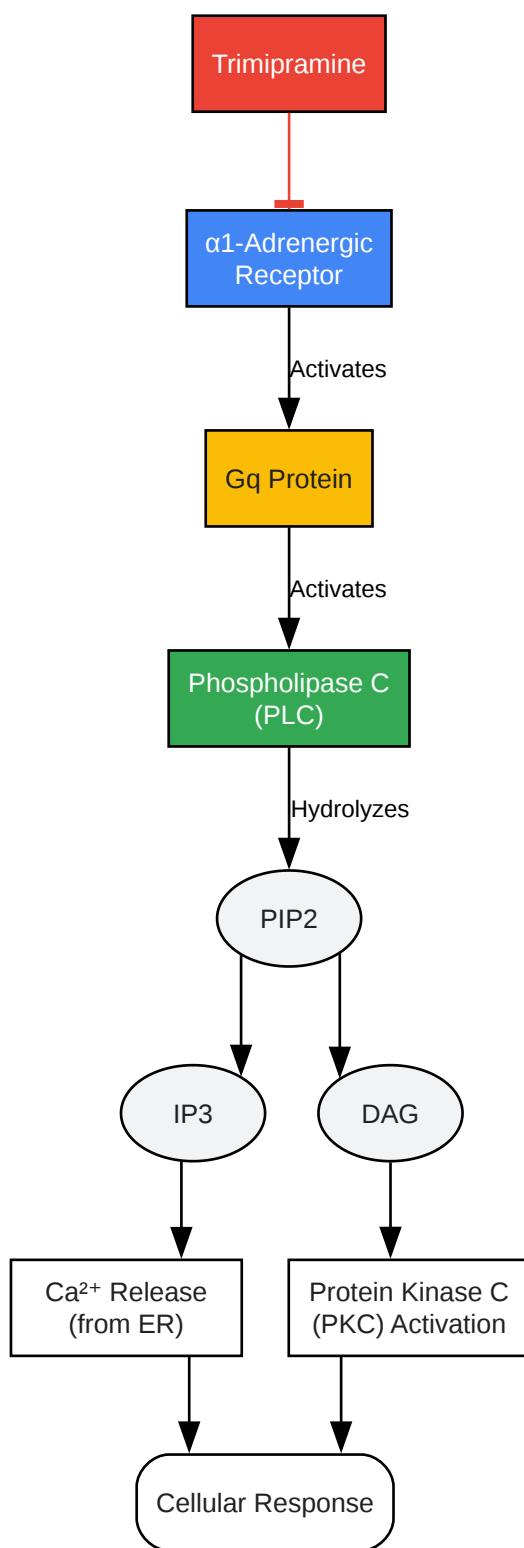 Trimipramine
α1-Adrenergic
Receptor
Activates
Gq Protein
Activates
Phospholipase C
(PLC)
Hydrolyzes
PIP2
IP3
DAG
Ca²⁺ Release
(from ER)
Protein Kinase C
(PKC) Activation
Cellular Response